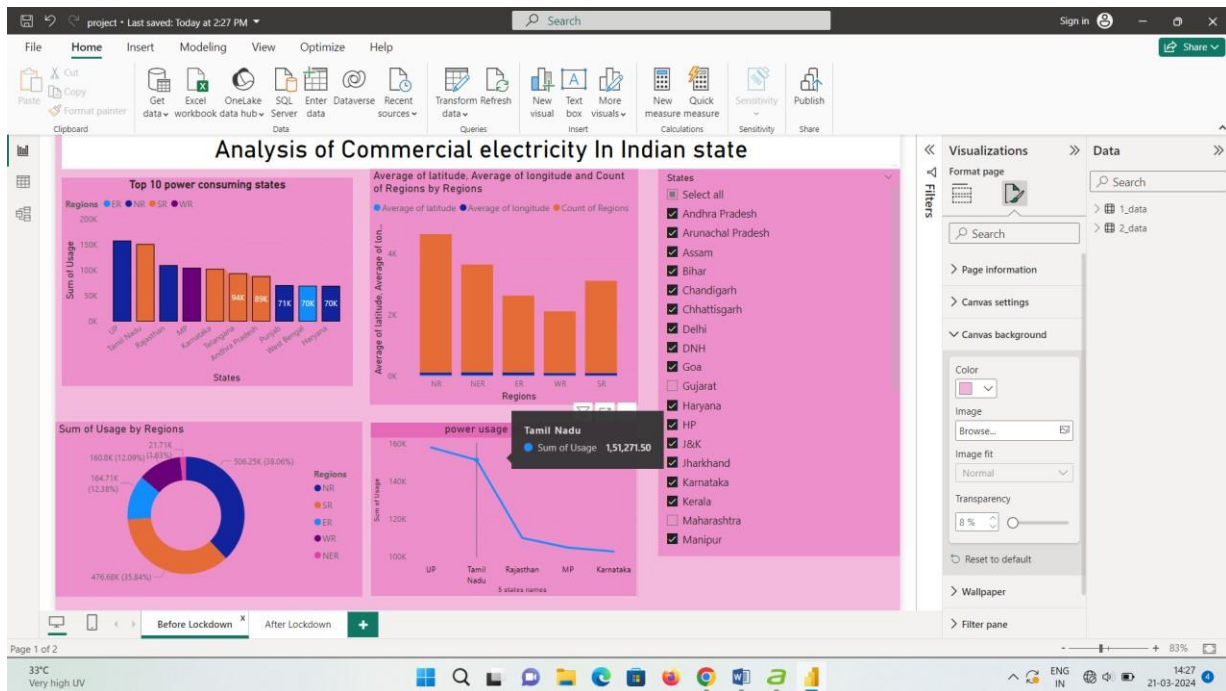 project • Last saved: Today at 2:27 PM
Search
Sign in
File Home Insert Modeling View Optimize Help
Share
Paste
Cut
Copy
Format painter
Get data
Excel workbook
OneLake data hub
SQL Server
Enter data
Dataverse
Recent sources
Transform data
Refresh
New visual
Text box
More visuals
New measure
Quick measure
Sensitivity
Publish
Clipboard
Data
Queries
Insert
Calculations
Sensitivity
Share
Analysis of Commercial electricity In Indian state
Top 10 power consuming states
Regions ER NR SR WR
Sum of Usage
200K
150K
100K
50K
0K
94K 89K 71K 70K 70K
UP
Tamil Nadu
Rajasthan
MP
Karnataka
Telangana
Andhra Pradesh
Punjab
West Bengal
Haryana
States
Average of latitude, Average of longitude and Count
of Regions by Regions
Average of latitude Average of longitude Count of Regions
Average of latitude, Average of lon...
4K
2K
0K
NR NER ER WR SR
Regions
States
Select all
Andhra Pradesh
Arunachal Pradesh
Assam
Bihar
Chandigarh
Chhattisgarh
Delhi
DNH
Goa
Gujarat
Haryana
HP
J&K
Jharkhand
Karnataka
Kerala
Maharashtra
Manipur
Sum of Usage by Regions
21.71K
(1.63%)
160.8K (12.09%)
164.71K
(12.38%)
506.25K (38.06%)
476.68K (35.84%)
Regions
NR
SR
ER
WR
NER
power usage
Tamil Nadu
Sum of Usage 1,51,271.50
Sum of Usage
160K
140K
120K
100K
UP
Tamil
Nadu
Rajasthan
MP
Karnataka
5 states names
Filters
Visualizations
Format page
Search
Page information
Canvas settings
Canvas background
Color
Image
Browse...
Image fit
Normal
Transparency
8 %
Reset to default
Wallpaper
Filter pane
Data
Search
1_data
2_data
Before Lockdown x
After Lockdown
+
Page 1 of 2
- + 83%
33°C
Very high UV
ENG
IN
14:27
21-03-2024
4